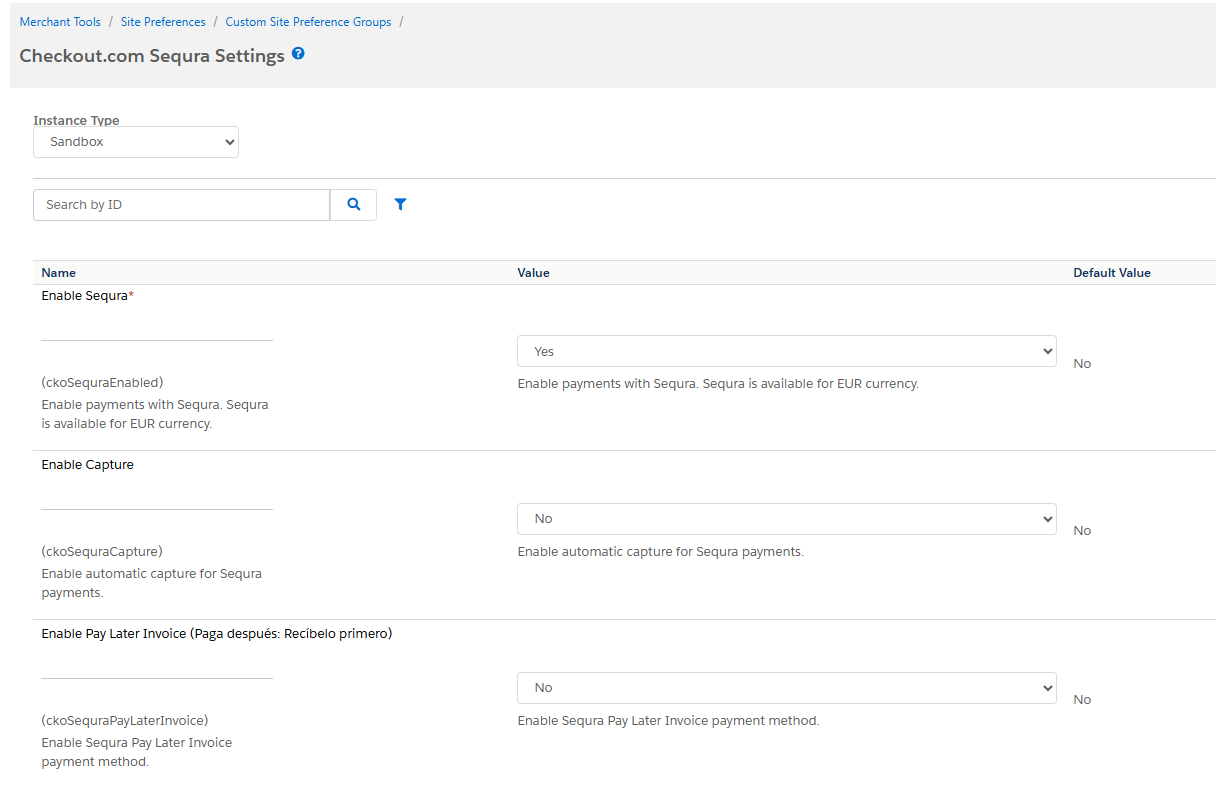 Merchant Tools / Site Preferences / Custom Site Preference Groups /
Checkout.com Sequra Settings ?
Instance Type
Sandbox
Search by ID
Name Value Default Value
Enable Sequra*
Yes
No
(ckoSequraEnabled)
Enable payments with Sequra. Sequra is available for EUR currency.
Enable payments with Sequra. Sequra
is available for EUR currency.
Enable Capture
No
No
(ckoSequraCapture)
Enable automatic capture for Sequra payments.
Enable automatic capture for Sequra
payments.
Enable Pay Later Invoice (Paga después: Recíbelo primero)
No
No
(ckoSequraPayLaterInvoice)
Enable Sequra Pay Later Invoice payment method.
Enable Sequra Pay Later Invoice
payment method.